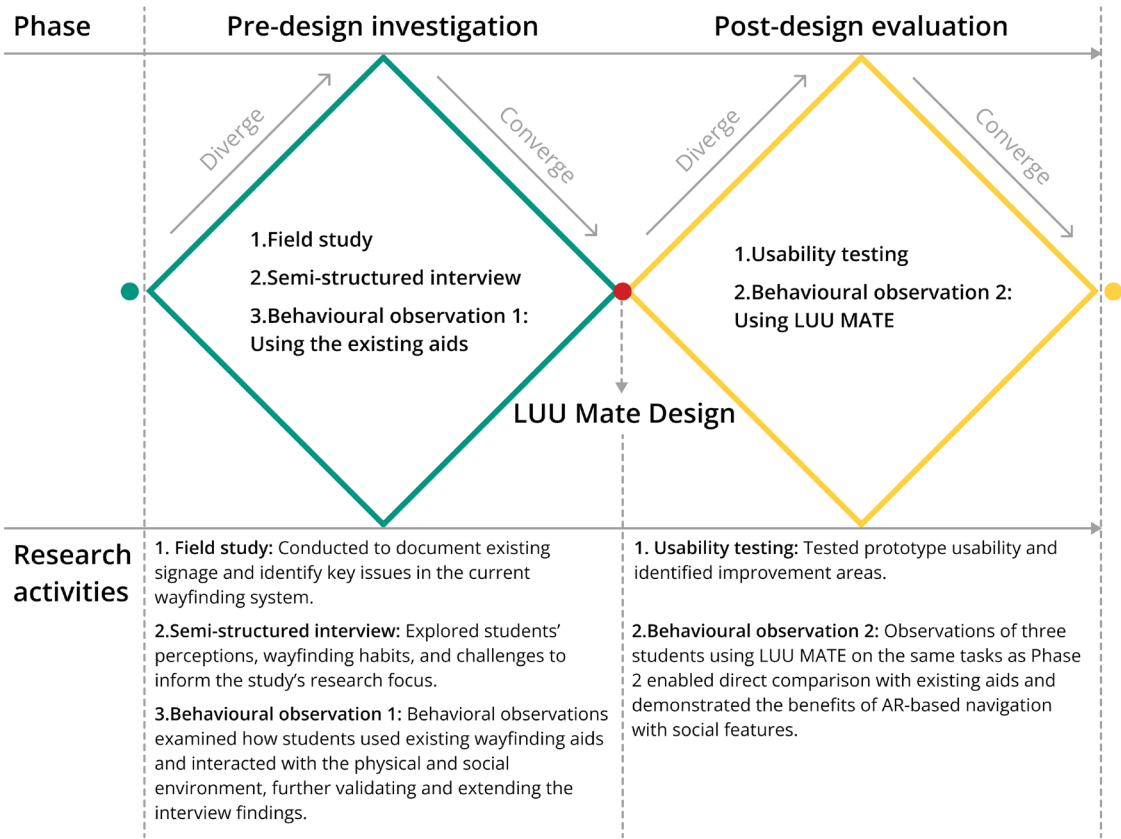 Phase
Pre-design investigation
Post-design evaluation
Diverge
Converge
Diverge
Converge
1.Field study
2.Semi-structured interview
3.Behavioural observation 1:
Using the existing aids
1.Usability testing
2.Behavioural observation 2:
Using LUU MATE
LUU Mate Design
Research
activities
1. Field study: Conducted to document existing
signage and identify key issues in the current
wayfinding system.
2.Semi-structured interview: Explored students’
perceptions, wayfinding habits, and challenges to
inform the study’s research focus.
3.Behavioural observation 1: Behavioral observations
examined how students used existing wayfinding aids
and interacted with the physical and social
environment, further validating and extending the
interview findings.
1. Usability testing: Tested prototype usability and
identified improvement areas.
2.Behavioural observation 2: Observations of three
students using LUU MATE on the same tasks as Phase
2 enabled direct comparison with existing aids and
demonstrated the benefits of AR-based navigation
with social features.